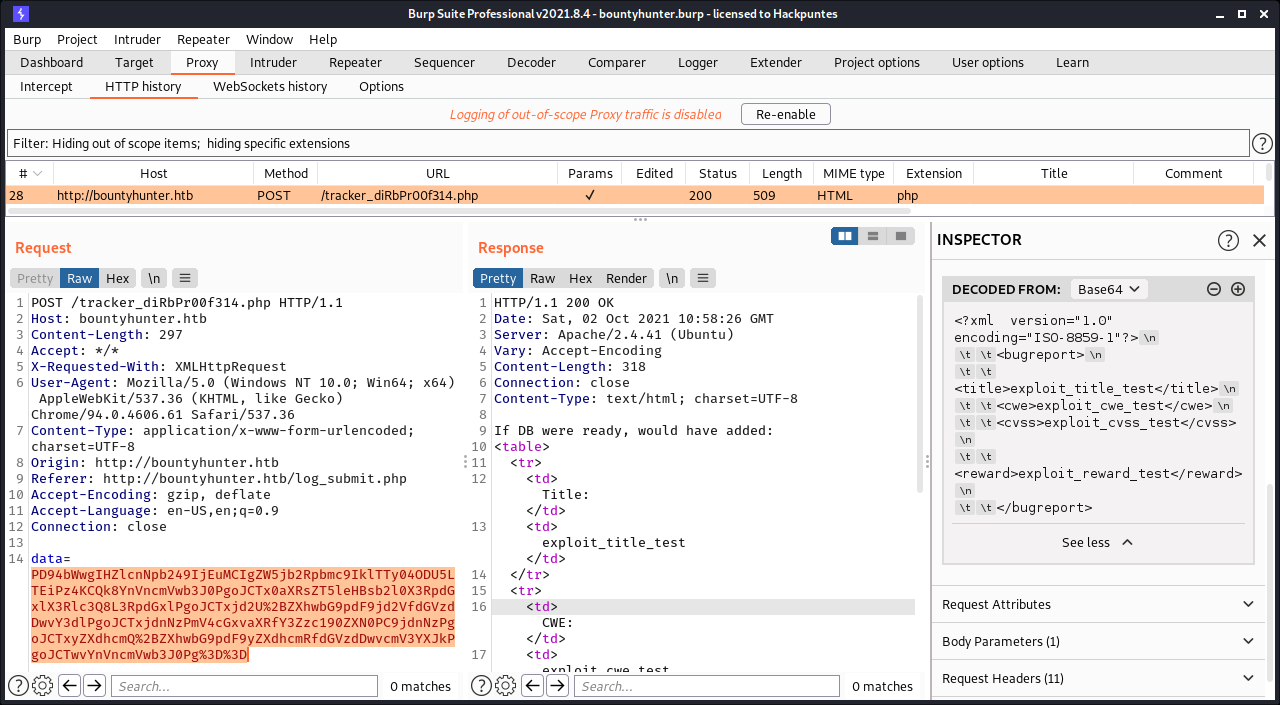 Burp Suite Professional v2021.8.4 - bountyhunter.burp - licensed to Hackpuntes
Burp Project Intruder Repeater Window Help
Dashboard Target Proxy Intruder Repeater Sequencer Decoder Comparer Logger Extender Project options User options Learn
Intercept HTTP history WebSockets history Options
Logging of out-of-scope Proxy traffic is disabled Re-enable
Filter: Hiding out of scope items; hiding specific extensions ?
# Host Method URL Params Edited Status Length MIME type Extension Title Comment
28 http://bountyhunter.htb POST /tracker_diRbPr00f314.php ✓ 200 509 HTML php
Request
Pretty Raw Hex \n
1 POST /tracker_diRbPr00f314.php HTTP/1.1
2 Host: bountyhunter.htb
3 Content-Length: 297
4 Accept: */*
5 X-Requested-With: XMLHttpRequest
6 User-Agent: Mozilla/5.0 (Windows NT 10.0; Win64; x64)
AppleWebKit/537.36 (KHTML, like Gecko)
Chrome/94.0.4606.61 Safari/537.36
7 Content-Type: application/x-www-form-urlencoded;
charset=UTF-8
8 Origin: http://bountyhunter.htb
9 Referer: http://bountyhunter.htb/log_submit.php
10 Accept-Encoding: gzip, deflate
11 Accept-Language: en-US,en;q=0.9
12 Connection: close
13
14 data=
PD94bWwgIHZlcnNpb249IjEuMCIgZW5jb2Rpbmc9IklTTy04ODU5L
TEiPz4KCQk8YnVncmVwb3J0PgoJCTx0aXRsZT5leHBsb2l0X3RpdG
xlX3Rlc3Q8L3RpdGxlPgoJCTxjd2U%2BZXhwbG9pdF9jd2VfdGVzd
DwvY3dlPgoJCTxjdnNzPmV4cGxvaXRfY3Zzc190ZXN0PC9jdnNzPg
oJCTxyZXdhcmQ%2BZXhwbG9pdF9yZXdhcmRfdGVzdDwvcmV3YXJkP
goJCTwvYnVncmVwb3J0Pg%3D%3D
? Search... 0 matches
Response
Pretty Raw Hex Render \n
1 HTTP/1.1 200 OK
2 Date: Sat, 02 Oct 2021 10:58:26 GMT
3 Server: Apache/2.4.41 (Ubuntu)
4 Vary: Accept-Encoding
5 Content-Length: 318
6 Connection: close
7 Content-Type: text/html; charset=UTF-8
8
9 If DB were ready, would have added:
10 <table>
11 <tr>
12 <td>
Title:
</td>
13 <td>
exploit_title_test
</td>
14 </tr>
15 <tr>
16 <td>
CWE:
</td>
17 <td>
exploit_cwe_test
? Search... 0 matches
INSPECTOR ?
DECODED FROM: Base64
<?xml version="1.0"
encoding="ISO-8859-1"?> \n
\t \t <bugreport> \n
\t \t
<title>exploit_title_test</title> \n
\t \t <cwe>exploit_cwe_test</cwe> \n
\t \t <cvss>exploit_cvss_test</cvss>
\n
\t \t
<reward>exploit_reward_test</reward>
\n
\t \t </bugreport>
See less
Request Attributes
Body Parameters (1)
Request Headers (11)